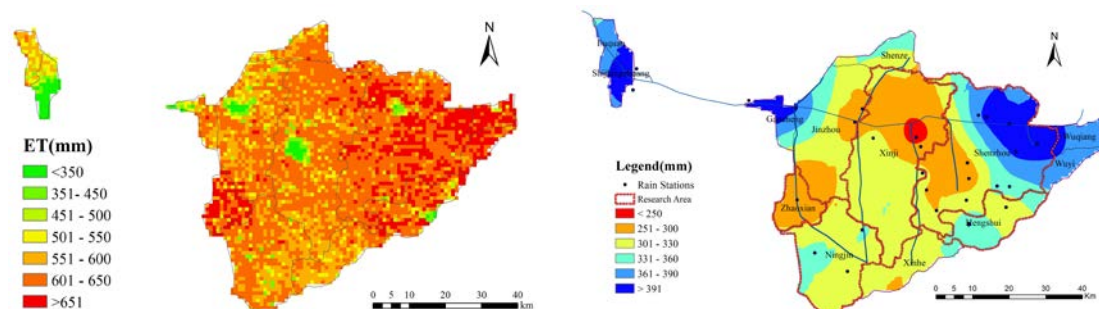 N
ET(mm)
<350
351- 450
451 - 500
501 - 550
551 - 600
601 - 650
>651
0 5 10 20 30 40
Km
N
Shenze
Gaocheng
Jinzhou
Xinji
Shenzhou
Wuqiang
Wuyi
Zhaoxian
Hengshui
Ningjin
Xinhe
Legend(mm)
Rain Stations
Research Area
< 250
251 - 300
301 - 330
331 - 360
361 - 390
> 391
0 5 10 20 30 40
Km